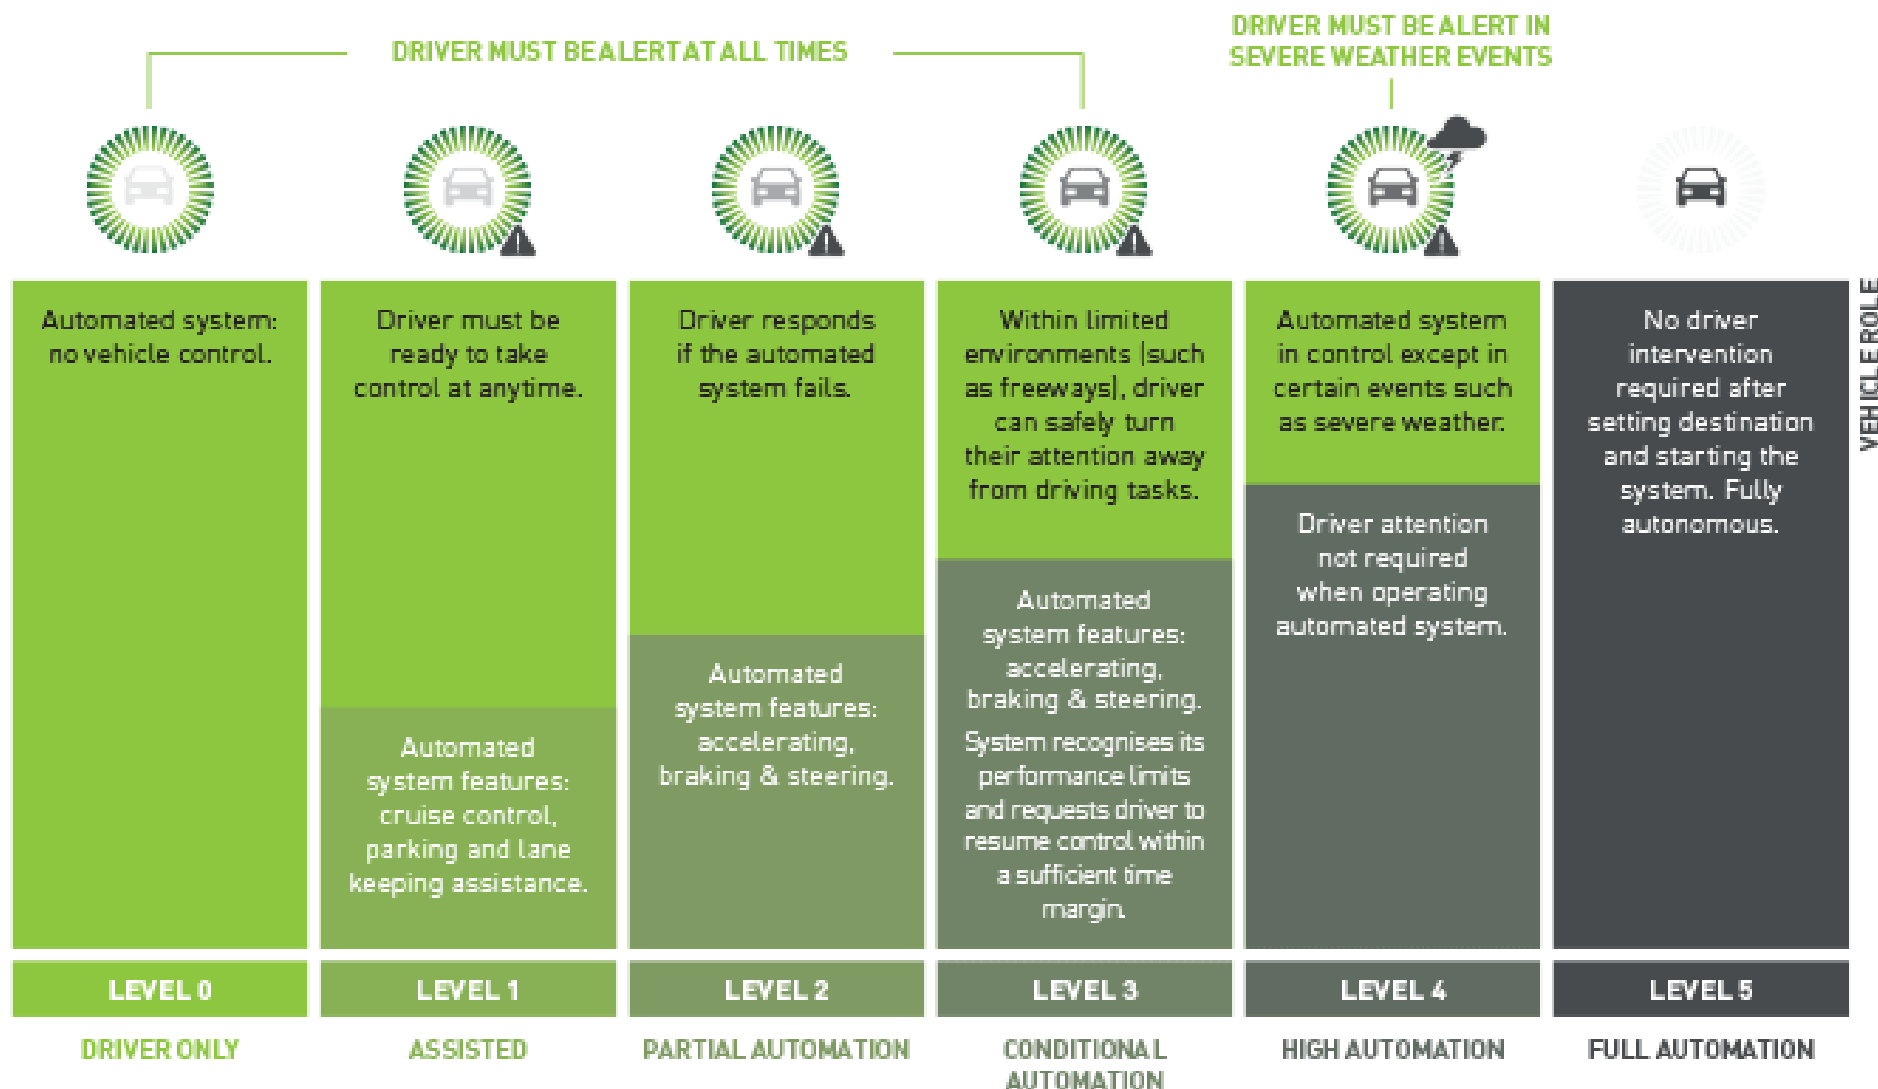 DRIVER MUST BE ALERT AT ALL TIMES
DRIVER MUST BE ALERT IN
SEVERE WEATHER EVENTS
Automated system:
no vehicle control.
LEVEL 0
DRIVER ONLY
Driver must be
ready to take
control at anytime.
Automated
system features:
cruise control,
parking and lane
keeping assistance.
LEVEL 1
ASSISTED
Driver responds
if the automated
system fails.
Automated
system features:
accelerating,
braking & steering.
LEVEL 2
PARTIAL AUTOMATION
Within limited
environments (such
as freeways), driver
can safely turn
their attention away
from driving tasks.
Automated
system features:
accelerating,
braking & steering.
System recognises its
performance limits
and requests driver to
resume control within
a sufficient time
margin.
LEVEL 3
CONDITIONAL
AUTOMATION
Automated system
in control except in
certain events such
as severe weather.
Driver attention
not required
when operating
automated system.
LEVEL 4
HIGH AUTOMATION
No driver
intervention
required after
setting destination
and starting the
system. Fully
autonomous.
LEVEL 5
FULL AUTOMATION
VEHICLE ROLE